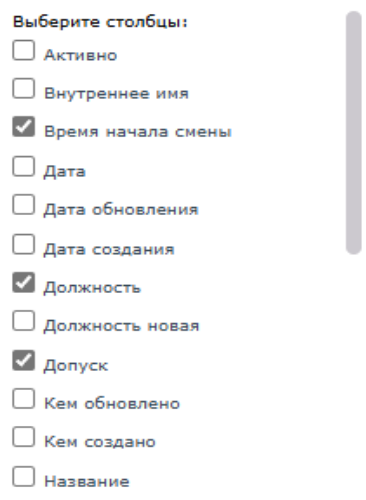 Выберите столбцы:
Активно
Внутреннее имя
Время начала смены
Дата
Дата обновления
Дата создания
Должность
Должность новая
Допуск
Кем обновлено
Кем создано
Название